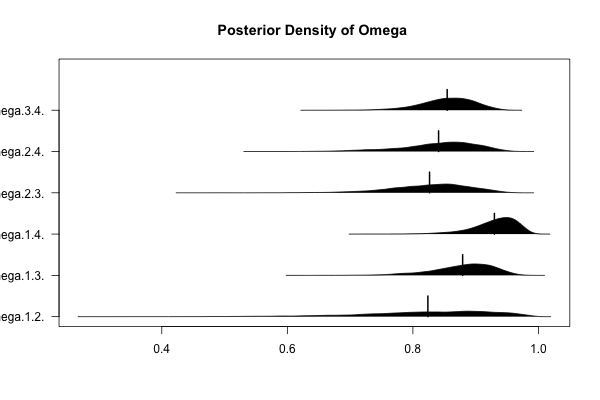 Posterior Density of Omega
ega.3.4.
ega.2.4.
ega.2.3.
ega.1.4.
ega.1.3.
ega.1.2.
0.4 0.6 0.8 1.0